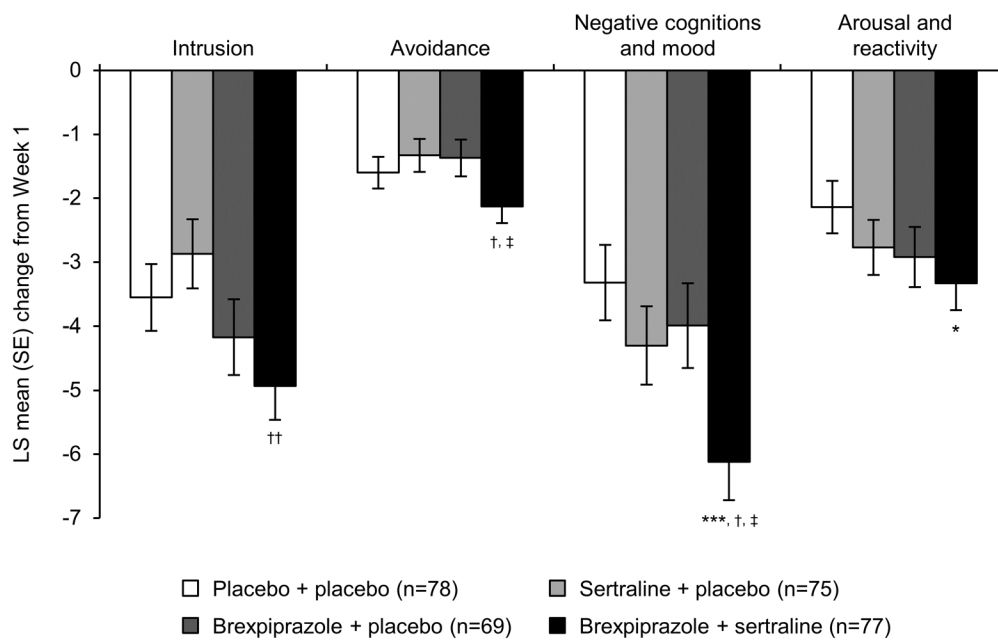 Negative cognitions
and mood
Arousal and
reactivity
Intrusion
Avoidance
LS mean (SE) change from Week 1
0
-1
-2
-3
-4
-5
-6
-7
††
†, ‡
***, †, ‡
*
Placebo + placebo (n=78)
Sertraline + placebo (n=75)
Brexpiprazole + placebo (n=69)
Brexpiprazole + sertraline (n=77)